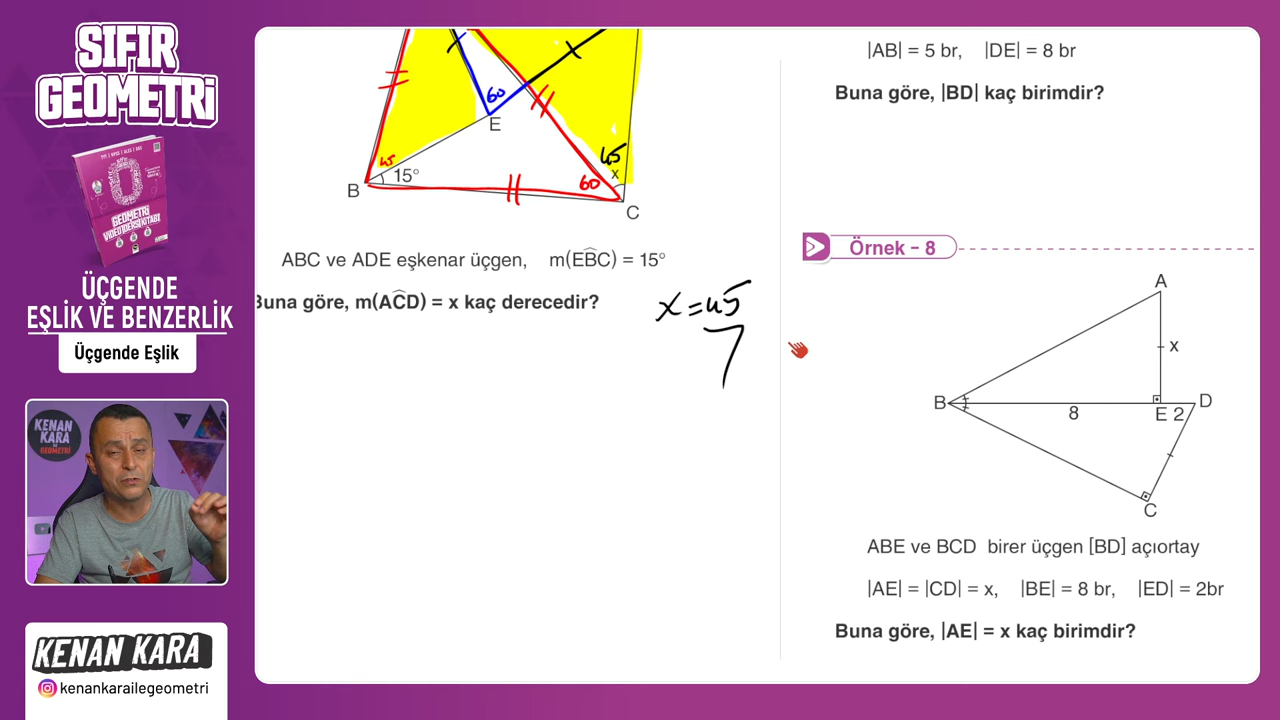 SIFIR
GEOMETRİ
GEOMETRİ
VİDEO DERS KİTABI
ÜÇGENDE
EŞLİK VE BENZERLİK
Üçgende Eşlik
KENAN
KARA
GEOMETRİ
KENAN KARA
kenankarailegeometri
x
60
E
45
15°
B
60
45
x
C
ABC ve ADE eşkenar üçgen, m(EBC) = 15°
Buna göre, m(ACD) = x kaç derecedir?
x = 45
|AB| = 5 br, |DE| = 8 br
Buna göre, |BD| kaç birimdir?
Örnek - 8
A
x
B
8
E 2
D
C
ABE ve BCD birer üçgen [BD] açıortay
|AE| = |CD| = x, |BE| = 8 br, |ED| = 2br
Buna göre, |AE| = x kaç birimdir?